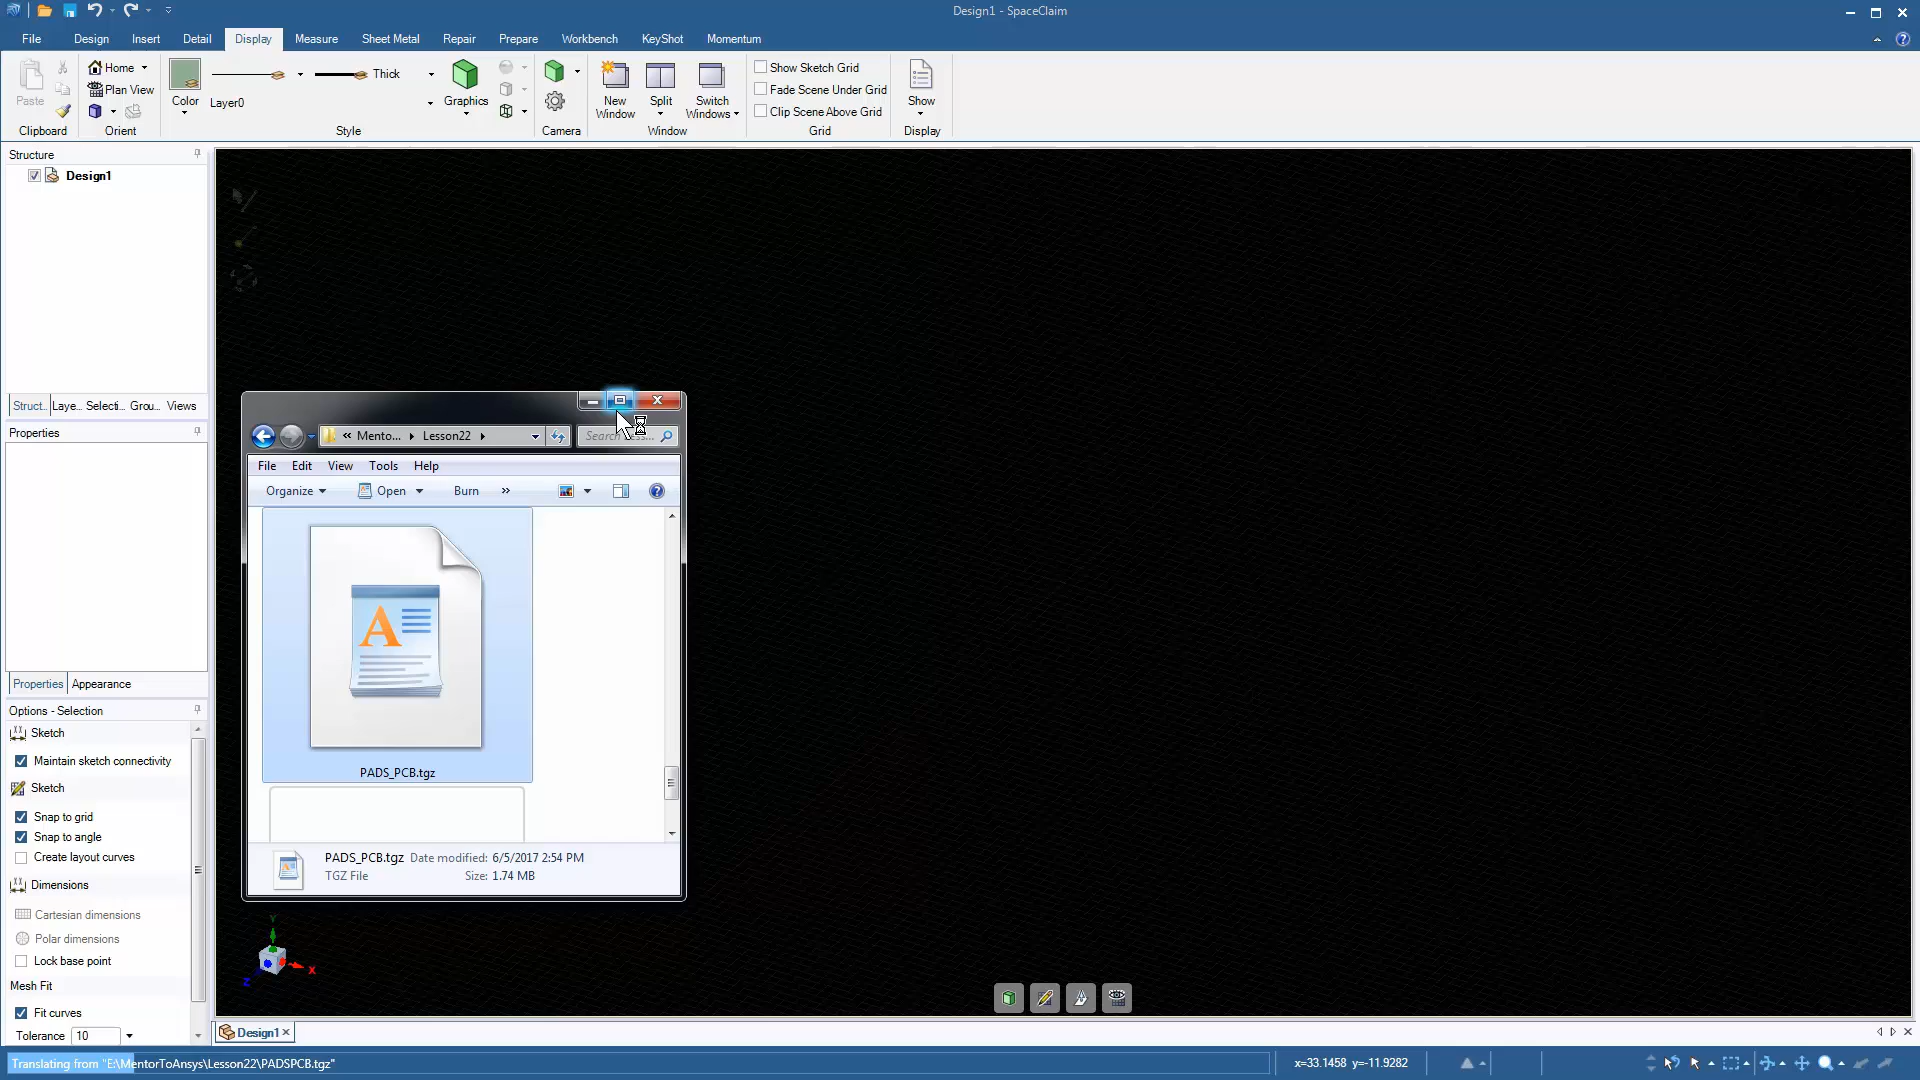 Design1 - SpaceClaim
File Design Insert Detail Display Measure Sheet Metal Repair Prepare Workbench KeyShot Momentum
Paste
Clipboard
Home
Plan View
Orient
Color
Thick
Layer0
Style
Graphics
Camera
New Window
Split
Switch Windows
Window
Show Sketch Grid
Fade Scene Under Grid
Clip Scene Above Grid
Grid
Show
Display
Structure
Design1
Struct... Laye... Selecti... Grou... Views
Properties
Properties Appearance
Options - Selection
Sketch
Maintain sketch connectivity
Sketch
Snap to grid
Snap to angle
Create layout curves
Dimensions
Cartesian dimensions
Polar dimensions
Lock base point
Mesh Fit
Fit curves
Tolerance 10
« Mento... Lesson22
File Edit View Tools Help
Organize Open Burn »
A
PADS_PCB.tgz
PADS_PCB.tgz Date modified: 6/5/2017 2:54 PM
TGZ File Size: 1.74 MB
Y
X
Z
Design1
Translating from "E:\MentorToAnsys\Lesson22\PADSPCB.tgz"
x=33.1458 y=-11.9282